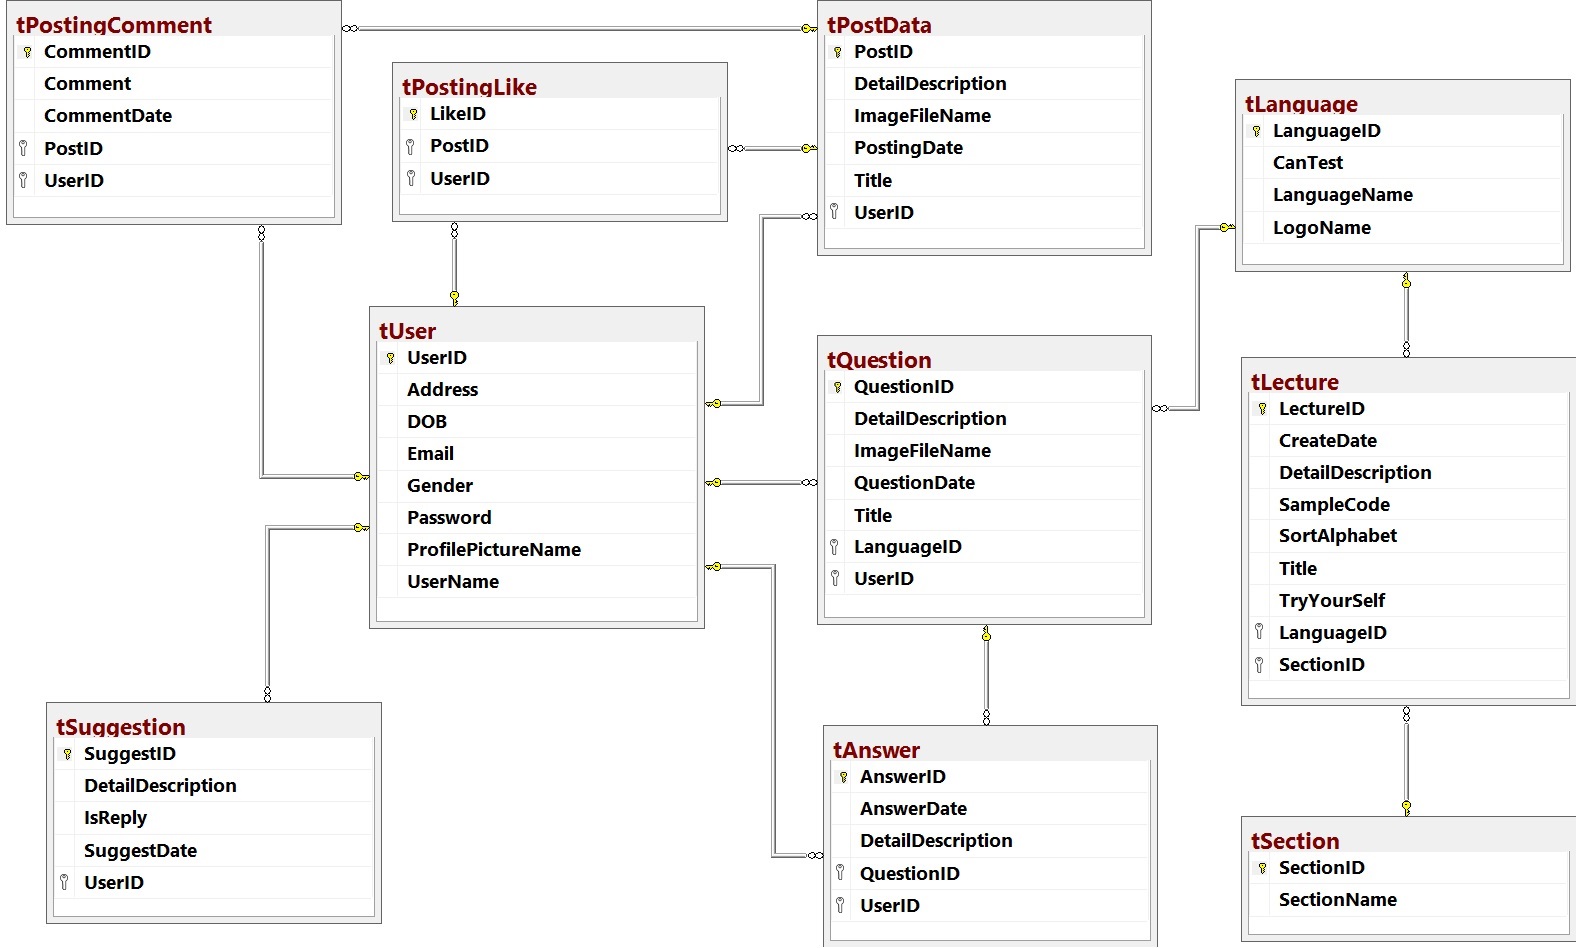 tPostingComment
CommentID
Comment
CommentDate
PostID
UserID
tPostingLike
LikeID
PostID
UserID
tPostData
PostID
DetailDescription
ImageFileName
PostingDate
Title
UserID
tLanguage
LanguageID
CanTest
LanguageName
LogoName
tUser
UserID
Address
DOB
Email
Gender
Password
ProfilePictureName
UserName
tQuestion
QuestionID
DetailDescription
ImageFileName
QuestionDate
Title
LanguageID
UserID
tLecture
LectureID
CreateDate
DetailDescription
SampleCode
SortAlphabet
Title
TryYourSelf
LanguageID
SectionID
tSuggestion
SuggestID
DetailDescription
IsReply
SuggestDate
UserID
tAnswer
AnswerID
AnswerDate
DetailDescription
QuestionID
UserID
tSection
SectionID
SectionName